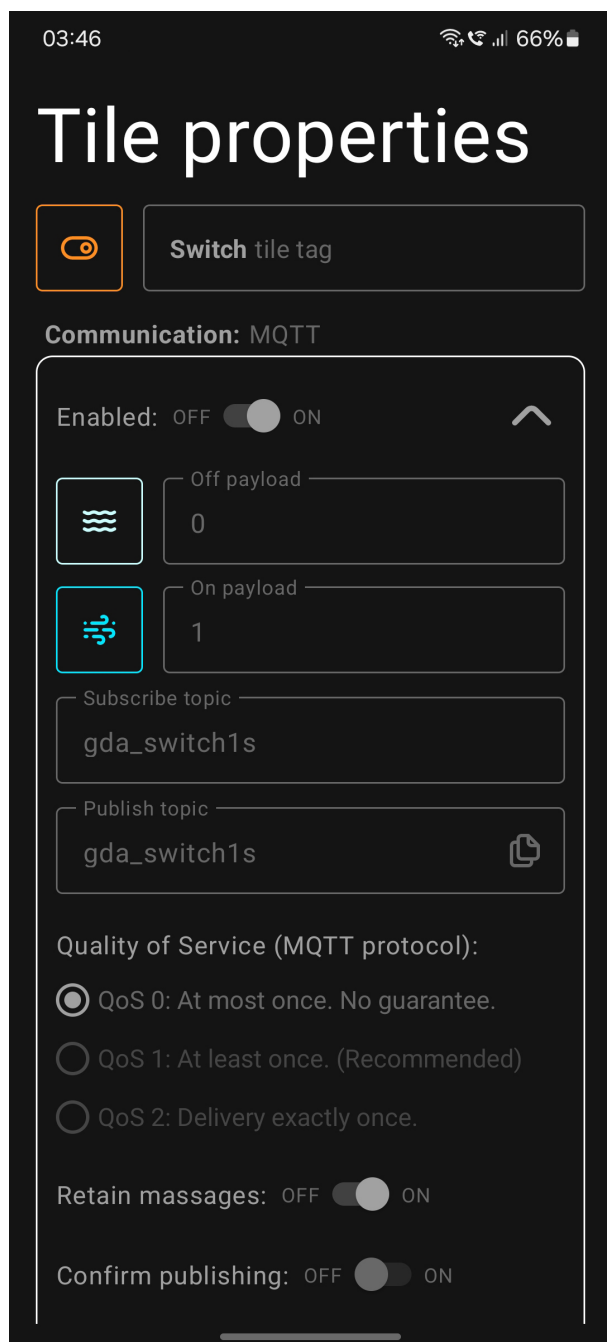 03:46 66%
Tile properties
Switch tile tag
Communication: MQTT
Enabled: OFF ON
Off payload
0
On payload
1
Subscribe topic
gda_switch1s
Publish topic
gda_switch1s
Quality of Service (MQTT protocol):
QoS 0: At most once. No guarantee.
QoS 1: At least once. (Recommended)
QoS 2: Delivery exactly once.
Retain massages: OFF ON
Confirm publishing: OFF ON